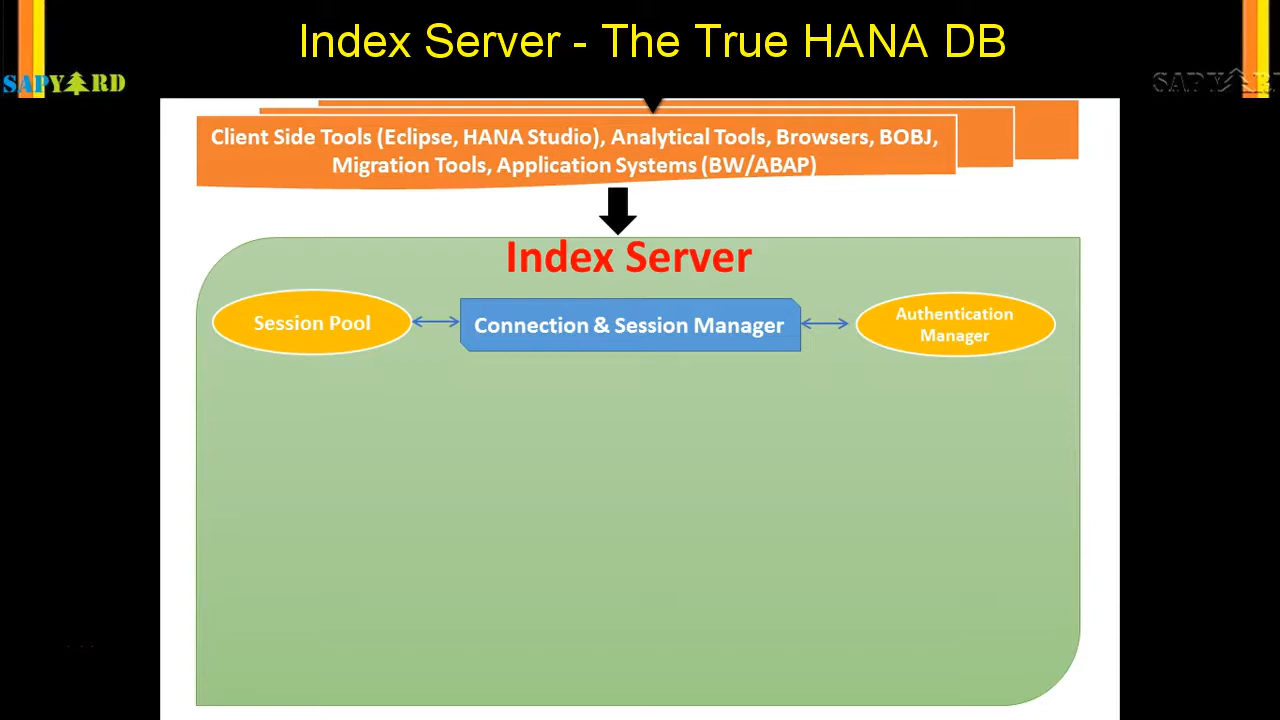 Index Server - The True HANA DB
SAPYARD
SAPYARD
Client Side Tools (Eclipse, HANA Studio), Analytical Tools, Browsers, BOBJ,
Migration Tools, Application Systems (BW/ABAP)
Index Server
Session Pool
Connection & Session Manager
Authentication
Manager